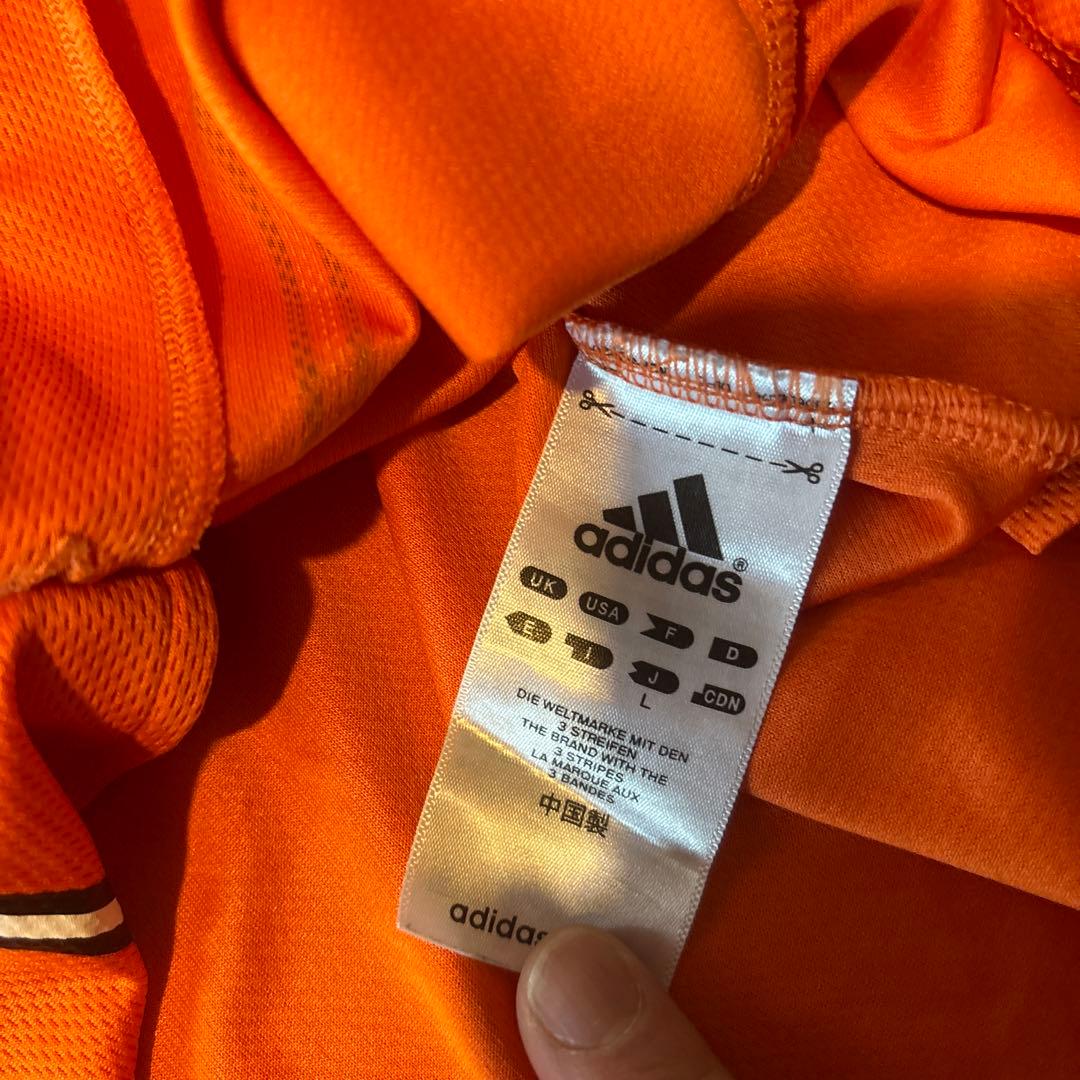 adidas®
UK USA F D
E I J CDN
L
DIE WELTMARKE MIT DEN
3 STREIFEN
THE BRAND WITH THE
3 STRIPES
LA MARQUE AUX
3 BANDES
中国製
adidas